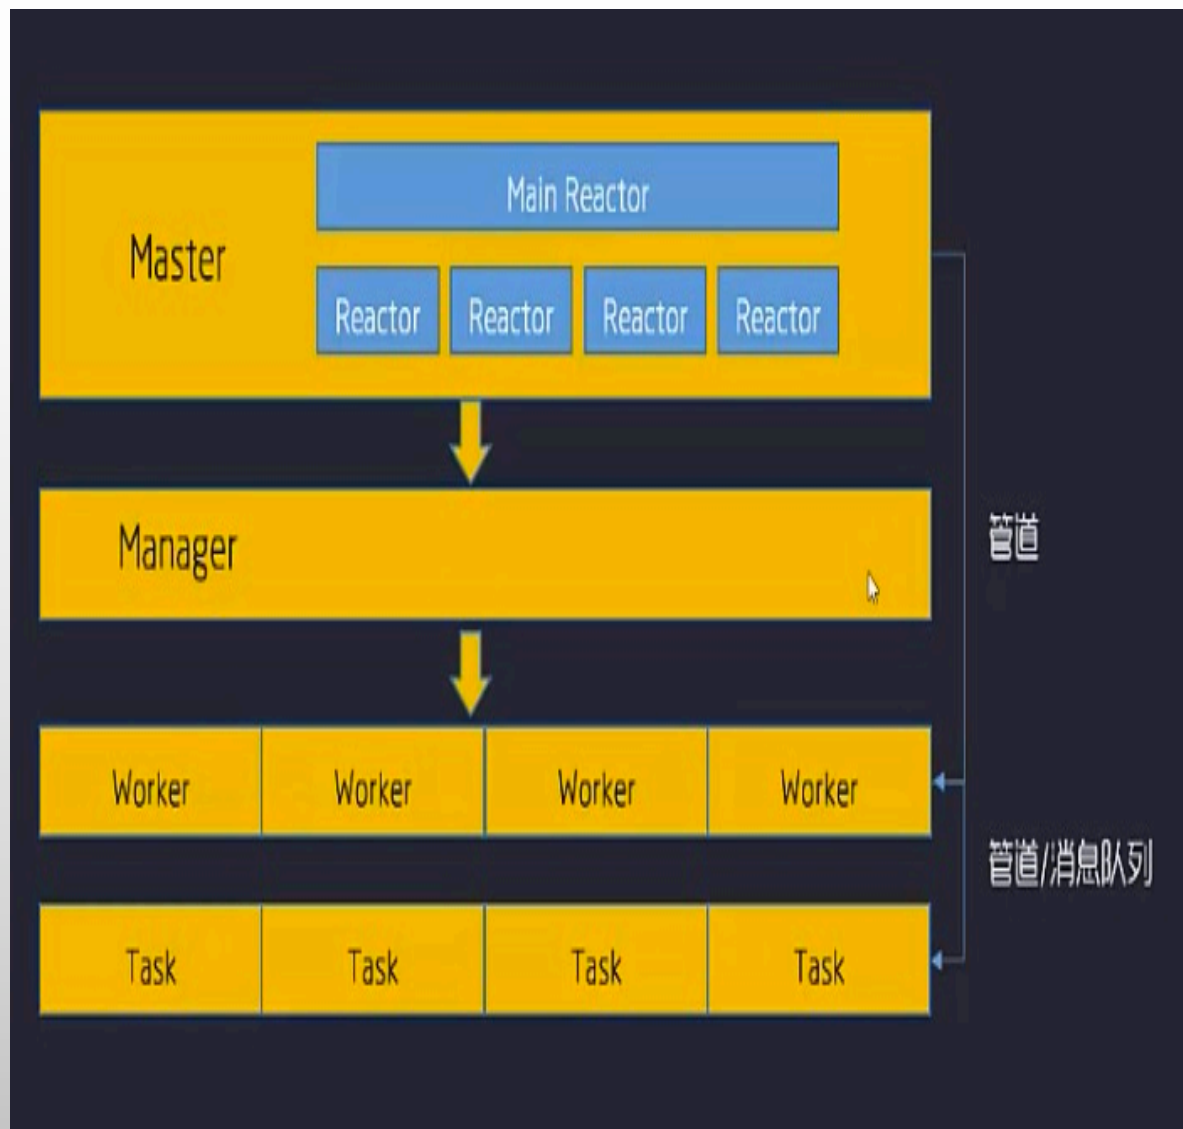 Main Reactor
Master
Reactor Reactor Reactor Reactor
Manager
管道
Worker Worker Worker Worker
管道/消息队列
Task Task Task Task